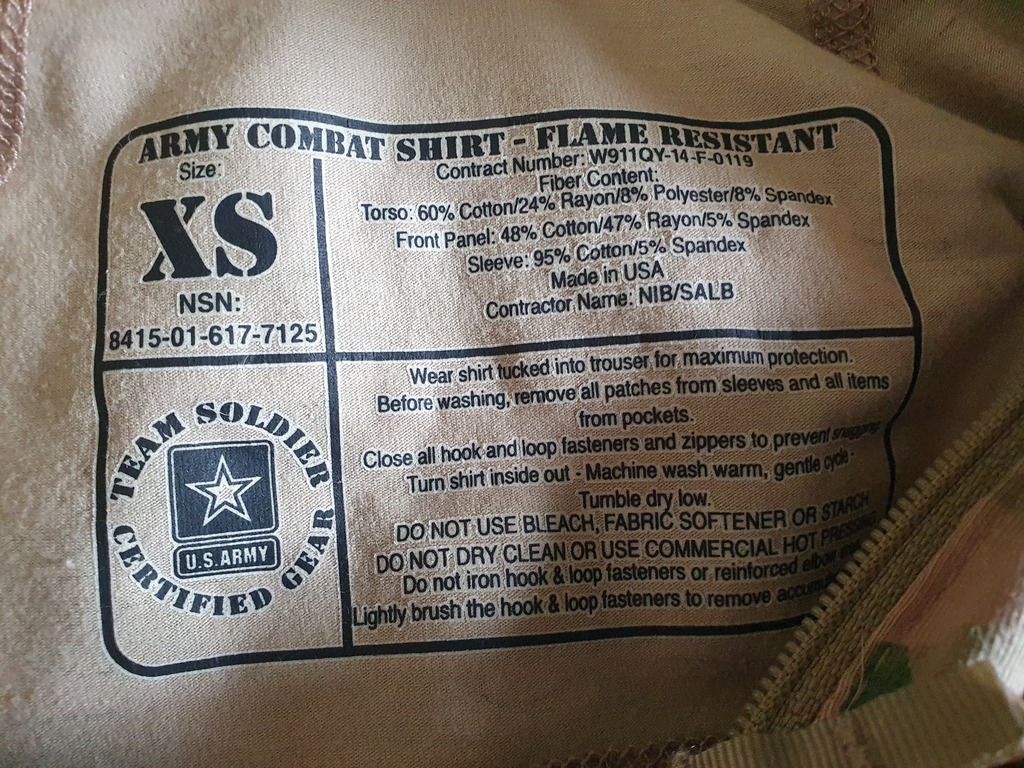 ARMY COMBAT SHIRT - FLAME RESISTANT
Size:
XS
NSN:
8415-01-617-7125
Contract Number: W911QY-14-F-0119
Fiber Content:
Torso: 60% Cotton/24% Rayon/8% Polyester/8% Spandex
Front Panel: 48% Cotton/47% Rayon/5% Spandex
Sleeve: 95% Cotton/5% Spandex
Made in USA
Contractor Name: NIB/SALB
TEAM SOLDIER
U.S. ARMY
CERTIFIED GEAR
Wear shirt tucked into trouser for maximum protection.
Before washing, remove all patches from sleeves and all items
from pockets.
Close all hook and loop fasteners and zippers to prevent snagging.
Turn shirt inside out - Machine wash warm, gentle cycle -
Tumble dry low.
DO NOT USE BLEACH, FABRIC SOFTENER OR STARCH
DO NOT DRY CLEAN OR USE COMMERCIAL HOT
Do not iron hook & loop fasteners or reinforced elbow
Lightly brush the hook & loop fasteners to remove